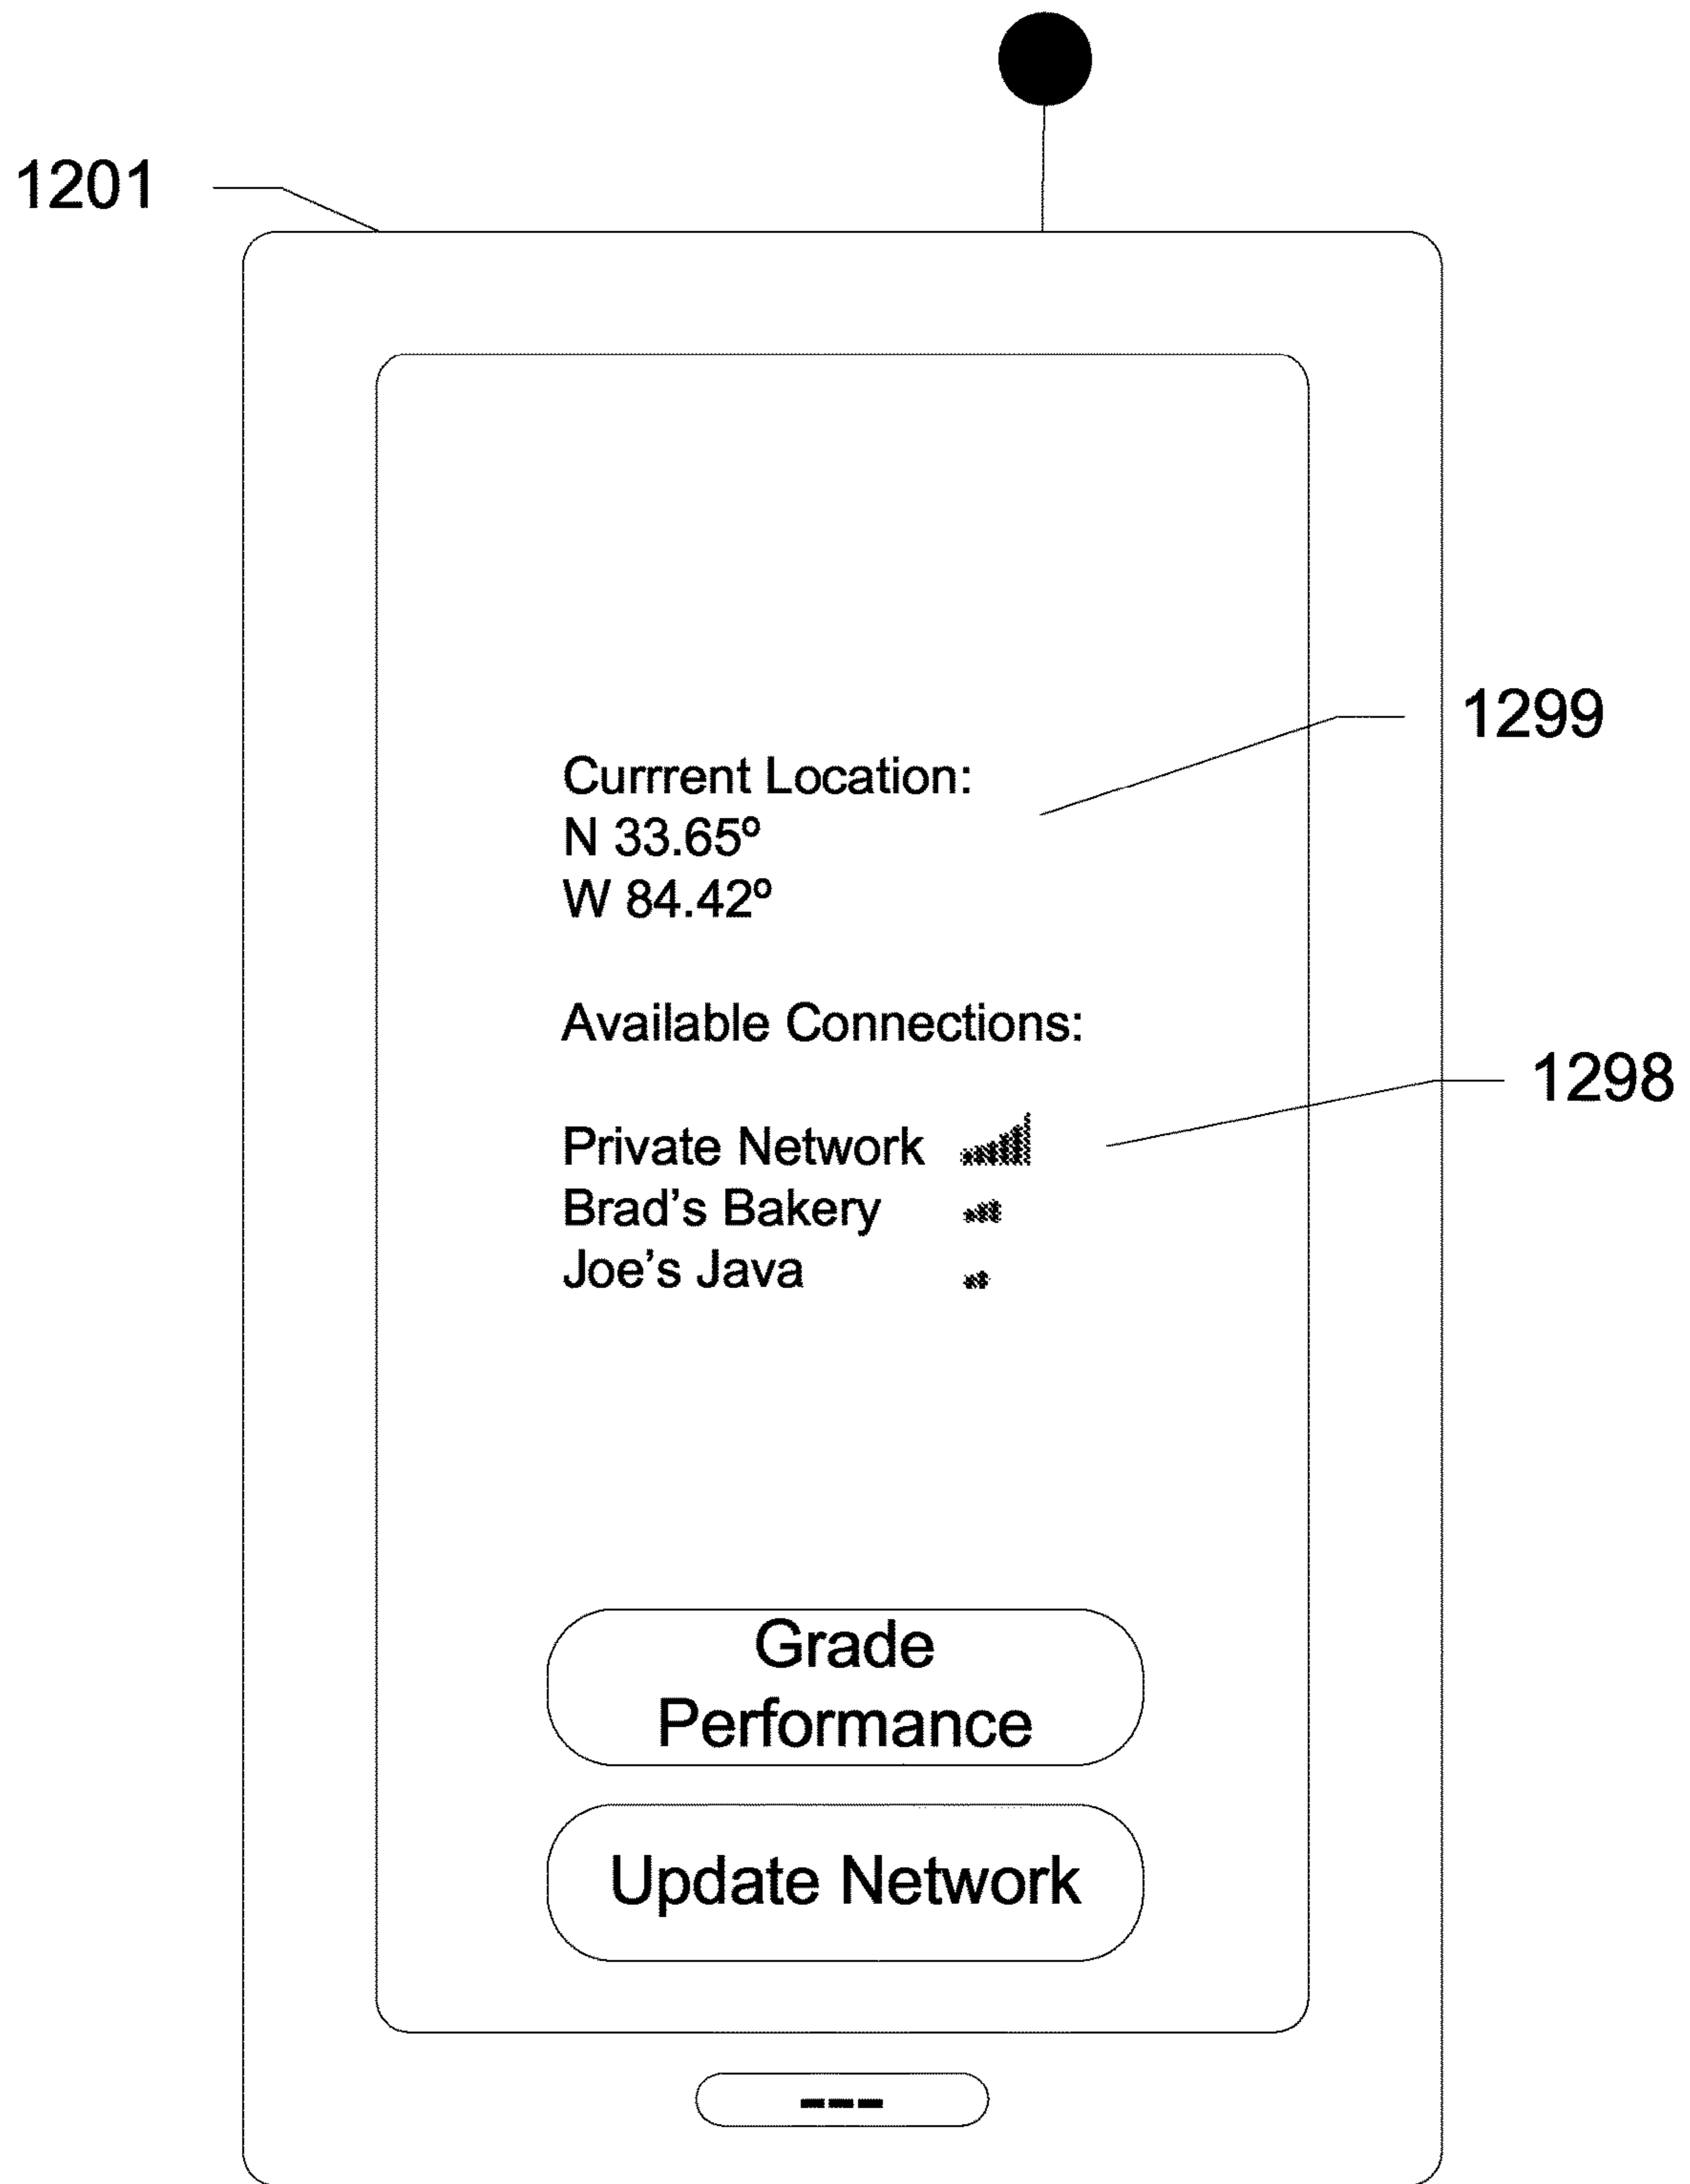 1201
1299
Currrent Location:
N 33.65º
W 84.42º
Available Connections:
1298
Private Network
Brad's Bakery
Joe's Java
Grade
Performance
Update Network
---